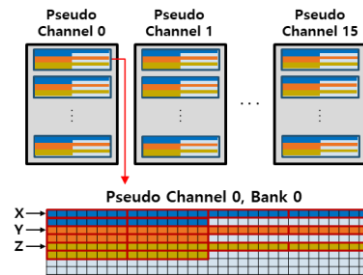 Pseudo Channel 0
Pseudo Channel 1
Pseudo Channel 15
...
Pseudo Channel 0, Bank 0
X
Y
Z